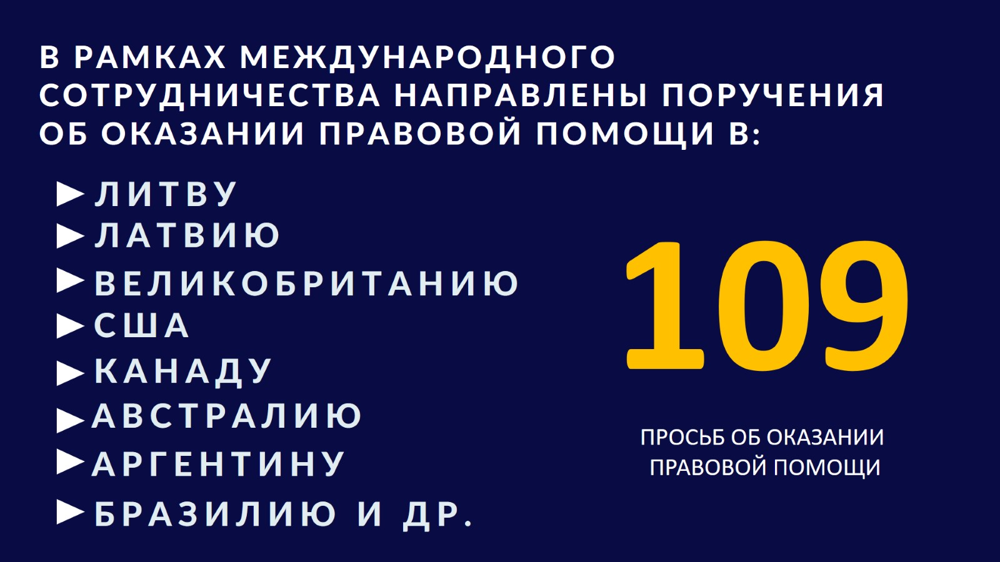 В РАМКАХ МЕЖДУНАРОДНОГО
СОТРУДНИЧЕСТВА НАПРАВЛЕНЫ ПОРУЧЕНИЯ
ОБ ОКАЗАНИИ ПРАВОВОЙ ПОМОЩИ В:
ЛИТВУ
ЛАТВИЮ
ВЕЛИКОБРИТАНИЮ
США
КАНАДУ
АВСТРАЛИЮ
АРГЕНТИНУ
БРАЗИЛИЮ И ДР.
109
ПРОСЬБ ОБ ОКАЗАНИИ
ПРАВОВОЙ ПОМОЩИ